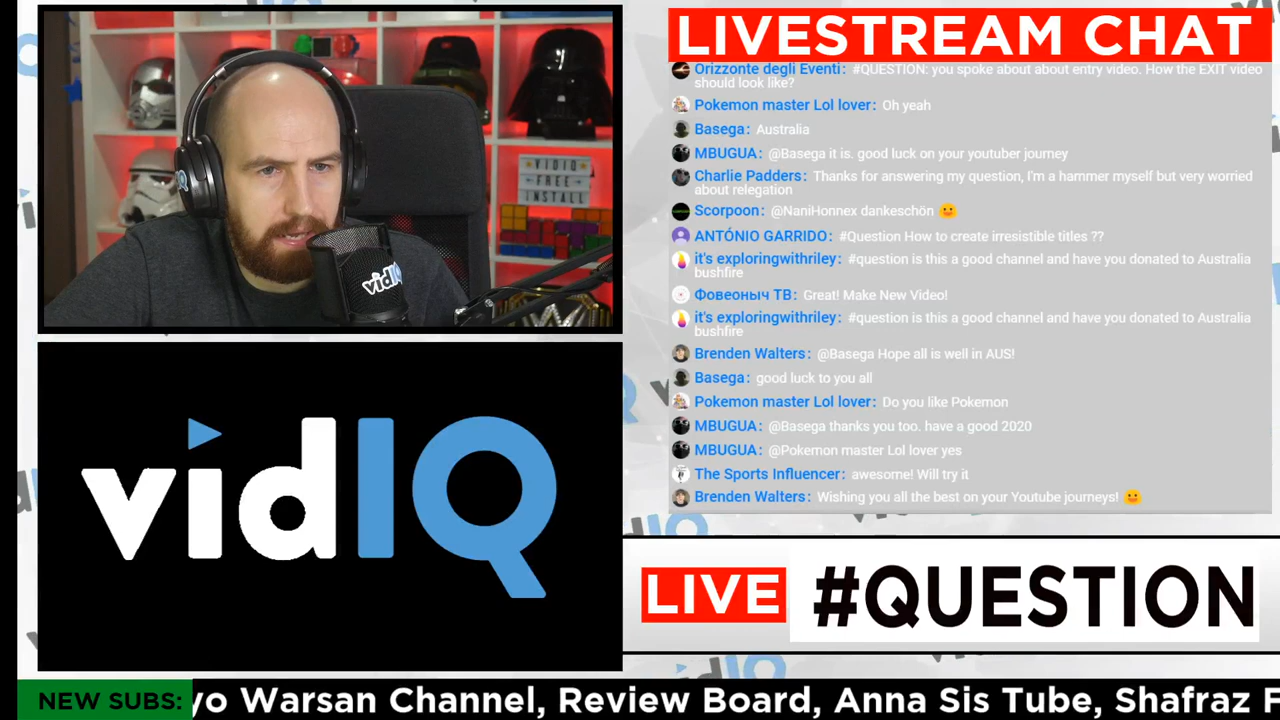 LIVESTREAM CHAT
Orizzonte degli Eventi: #QUESTION: you spoke about about entry video. How the EXIT video
should look like?
Pokemon master Lol lover: Oh yeah
Basega: Australia
MBUGUA: @Basega it is. good luck on your youtuber journey
Charlie Padders: Thanks for answering my question, I'm a hammer myself but very worried
about relegation
Scorpoon: @NaniHonnex dankeschön
ANTÓNIO GARRIDO: #Question How to create irresistible titles ??
it's exploringwithriley: #question is this a good channel and have you donated to Australia
bushfire
Фовеоныч ТВ: Great! Make New Video!
it's exploringwithriley: #question is this a good channel and have you donated to Australia
bushfire
Brenden Walters: @Basega Hope all is well in AUS!
Basega: good luck to you all
Pokemon master Lol lover: Do you like Pokemon
MBUGUA: @Basega thanks you too. have a good 2020
MBUGUA: @Pokemon master Lol lover yes
The Sports Influencer: awesome! Will try it
Brenden Walters: Wishing you all the best on your Youtube journeys!
VIDIQ
FREE
INSTALL
vidIQ
vidIQ
LIVE #QUESTION
NEW SUBS: yo Warsan Channel, Review Board, Anna Sis Tube, Shafraz F